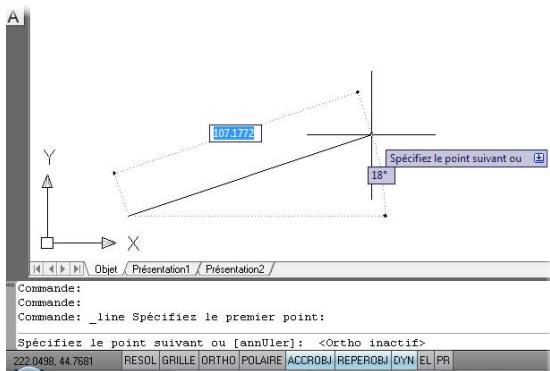 A
107.1772
Spécifiez le point suivant ou
18°
Y
X
Objet Présentation1 Présentation2
Commande:
Commande:
Commande: _line Spécifiez le premier point:
Spécifiez le point suivant ou [annUler]: <Ortho inactif>
222.0498, 44.7681 RESOL GRILLE ORTHO POLAIRE ACCROBJ REPEROBJ DYN EL PR